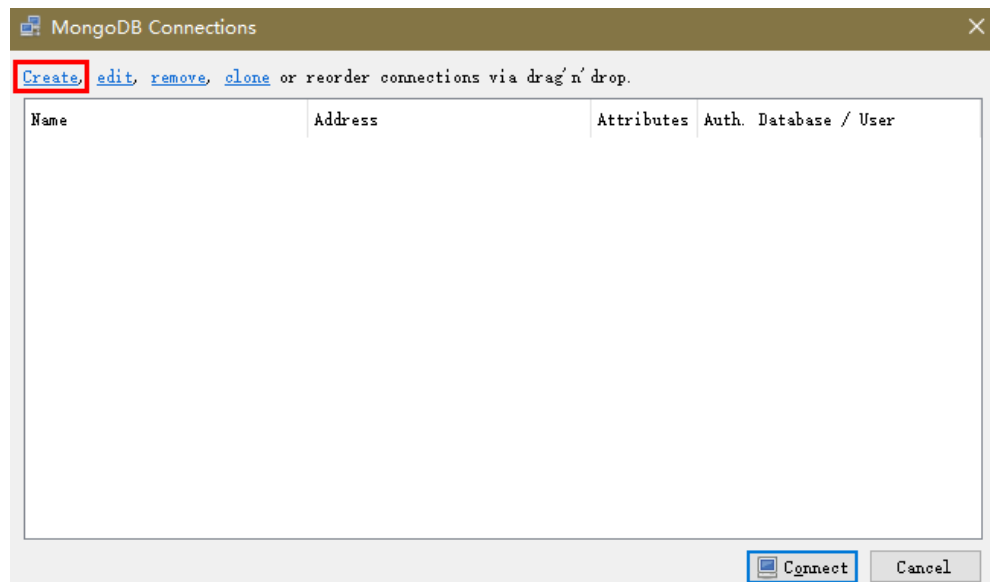 MongoDB Connections
Create, edit, remove, clone or reorder connections via drag'n'drop.
Name Address Attributes Auth. Database / User
Connect Cancel